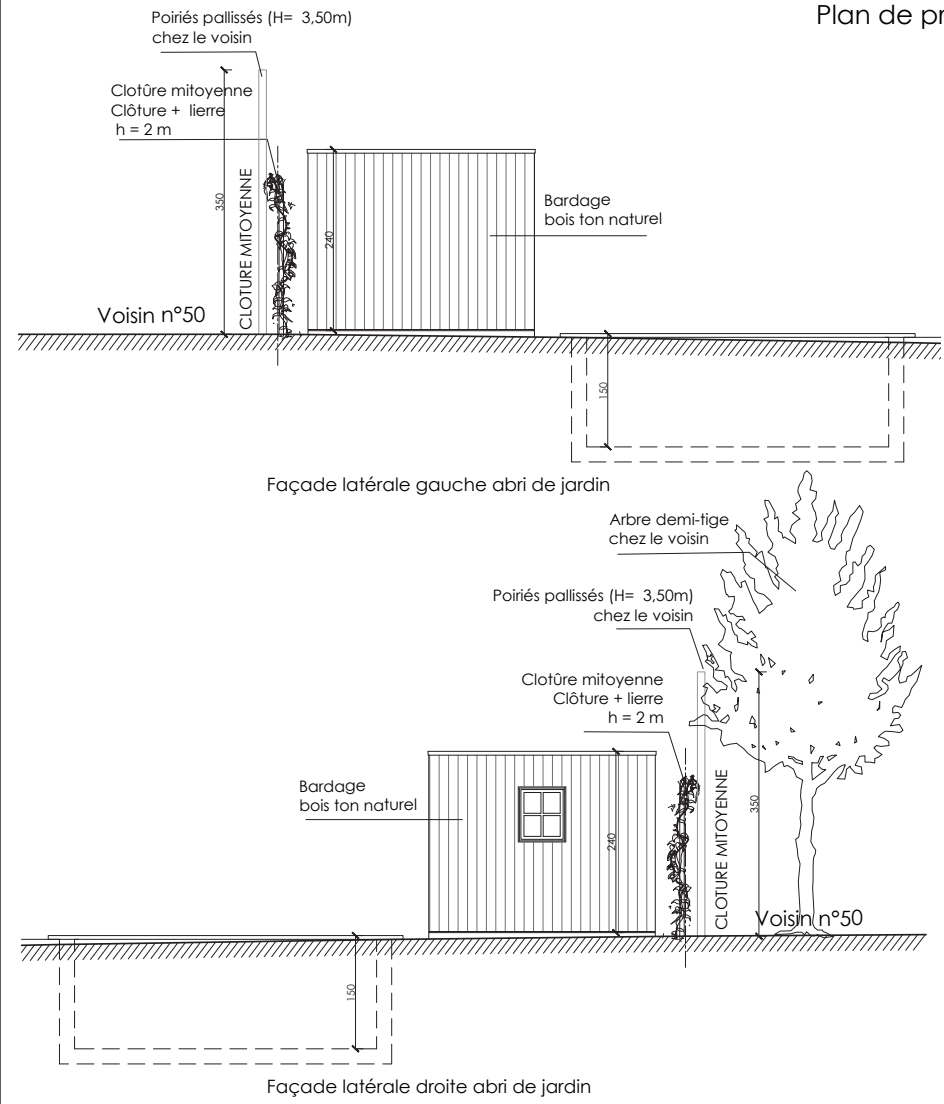 Plan de pr
Poiriés pallissés (H= 3,50m)
chez le voisin
Clotûre mitoyenne
Clôture + lierre
h = 2 m
350
CLOTURE MITOYENNE
240
Bardage
bois ton naturel
Voisin n°50
150
Façade latérale gauche abri de jardin
Arbre demi-tige
chez le voisin
Poiriés pallissés (H= 3,50m)
chez le voisin
Clotûre mitoyenne
Clôture + lierre
h = 2 m
Bardage
bois ton naturel
240
CLOTURE MITOYENNE
350
Voisin n°50
150
Façade latérale droite abri de jardin